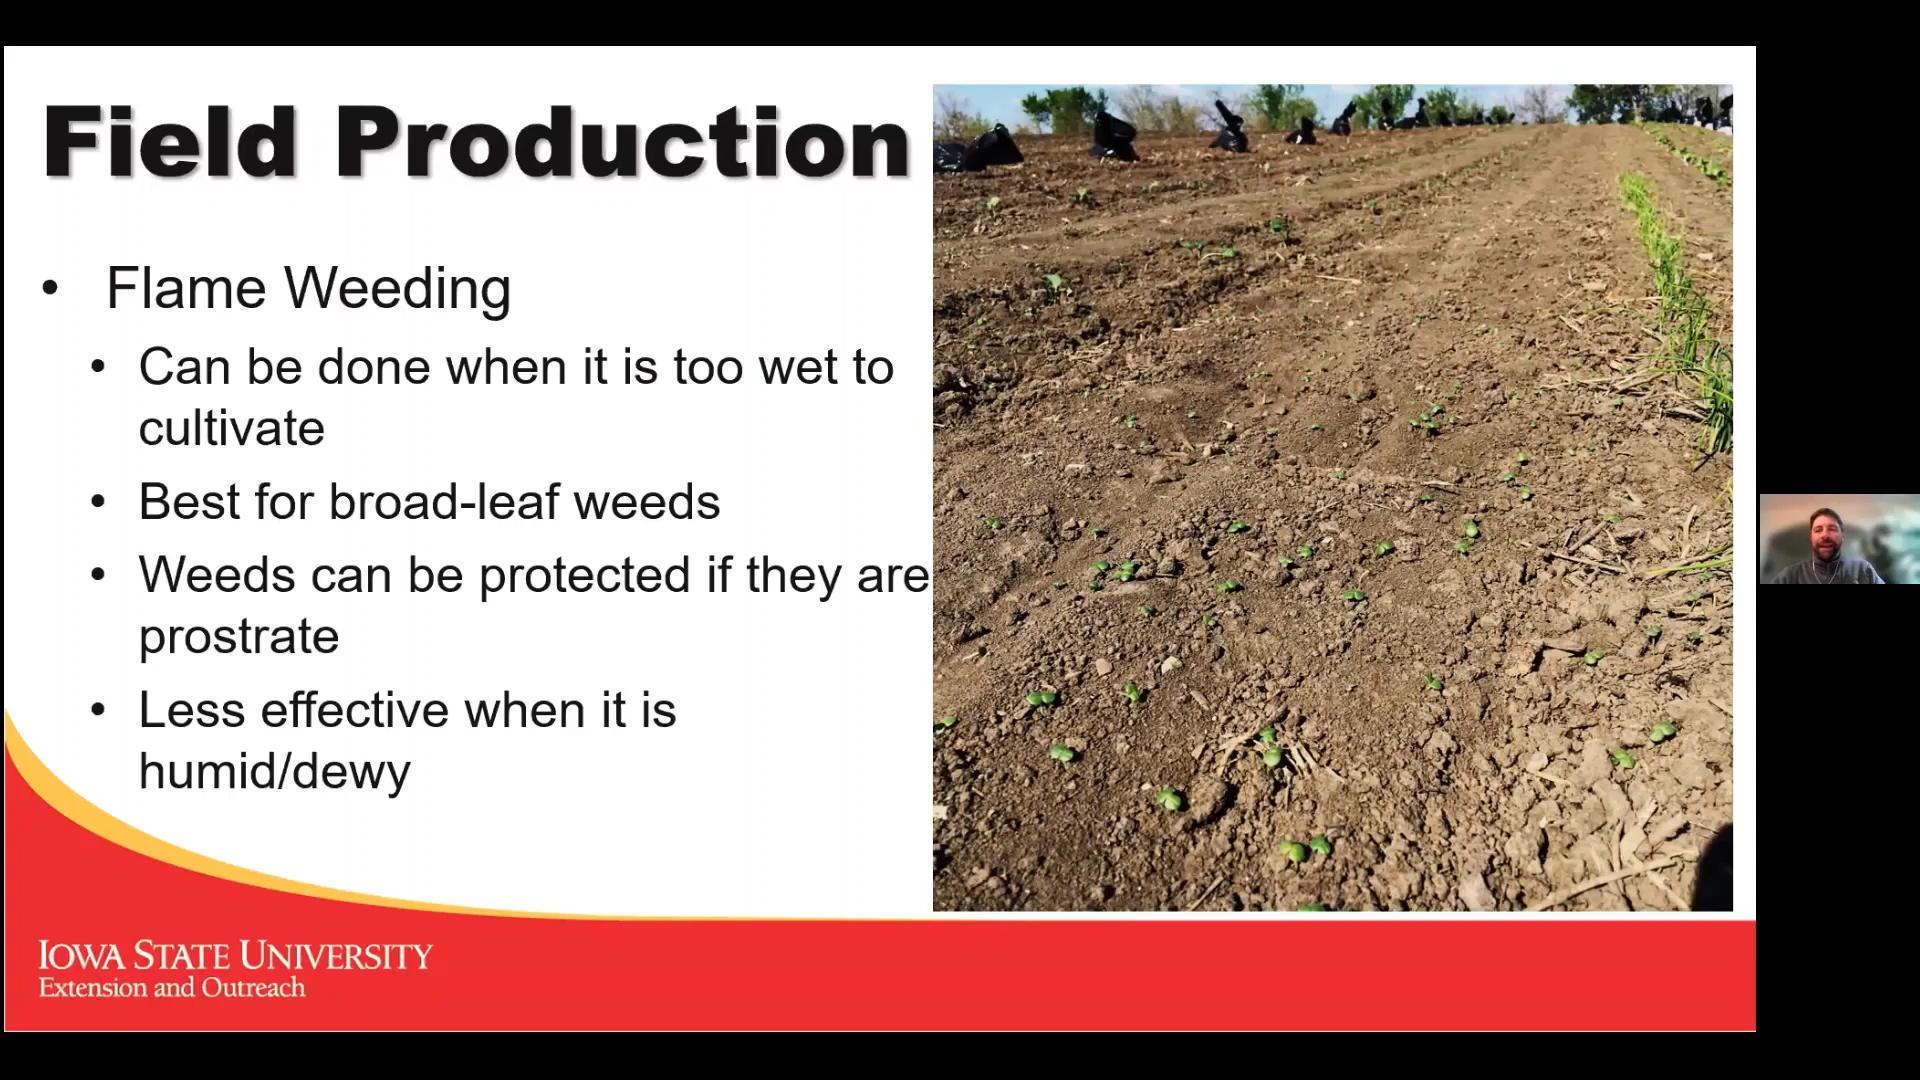 Field Production
• Flame Weeding
• Can be done when it is too wet to
cultivate
• Best for broad-leaf weeds
• Weeds can be protected if they are
prostrate
• Less effective when it is
humid/dewy
IOWA STATE UNIVERSITY
Extension and Outreach